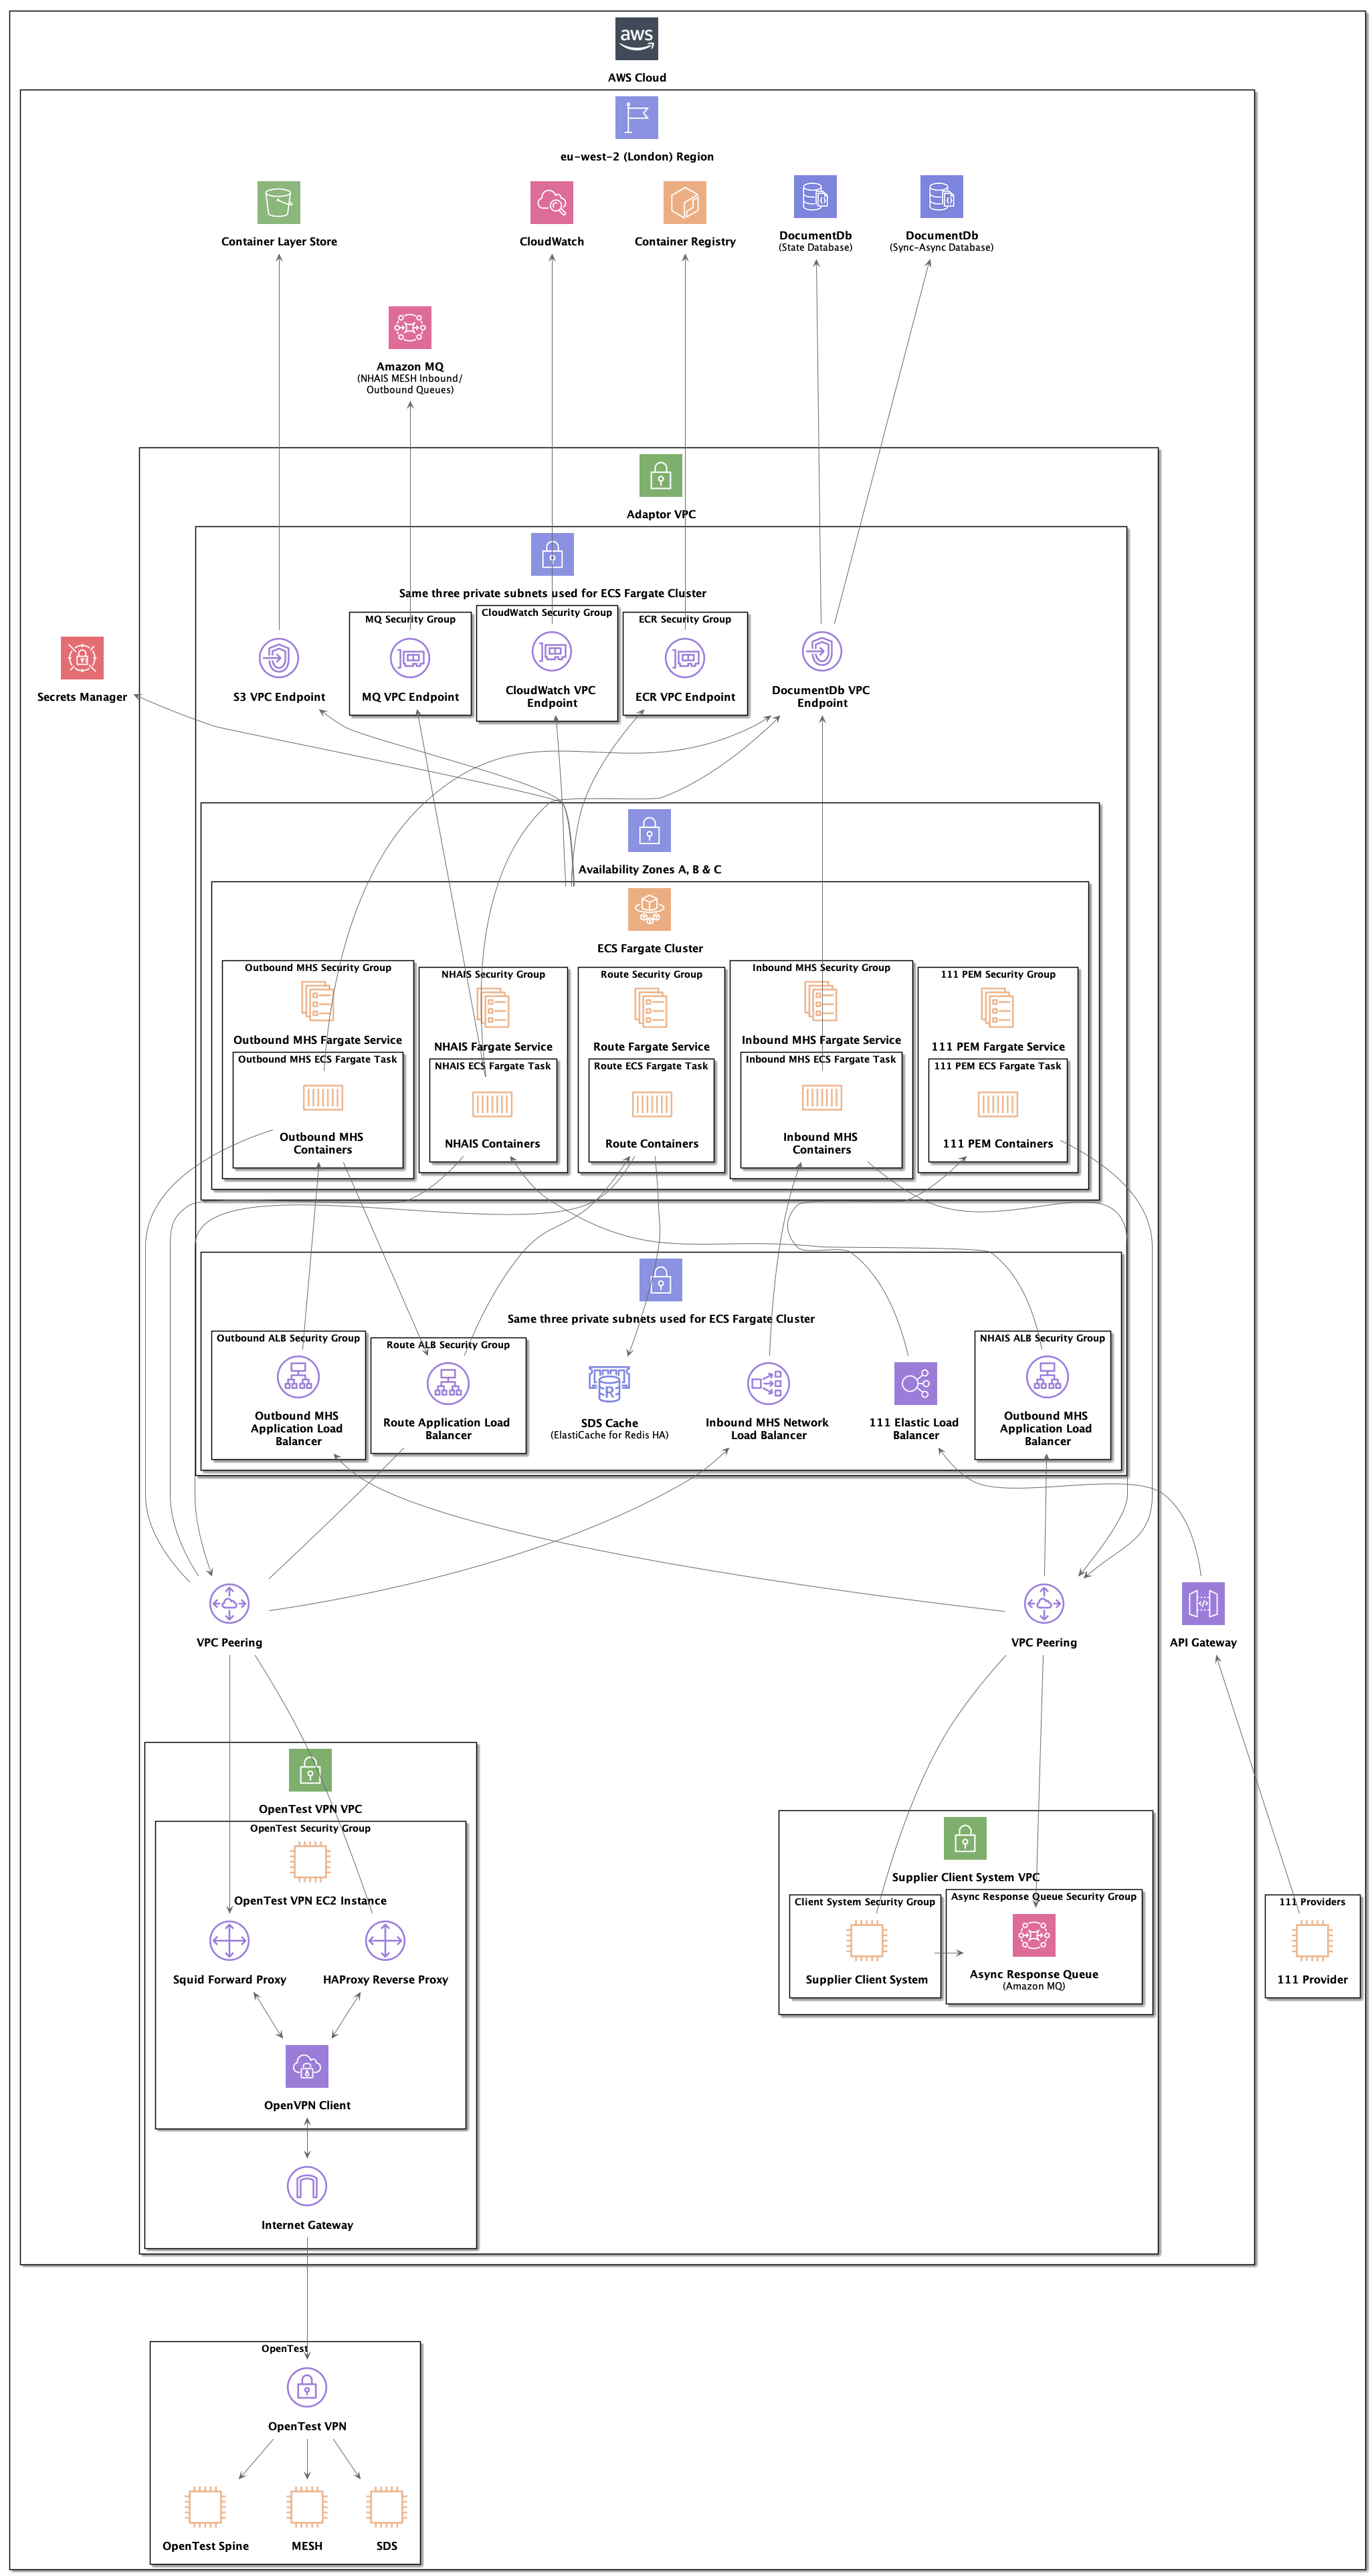 aws
AWS Cloud
eu-west-2 (London) Region
Container Layer Store
CloudWatch
Container Registry
DocumentDb
(State Database)
DocumentDb
(Sync-Async Database)
Amazon MQ
(NHAIS MESH Inbound/
Outbound Queues)
Adaptor VPC
Same three private subnets used for ECS Fargate Cluster
MQ Security Group
CloudWatch Security Group
ECR Security Group
Secrets Manager
S3 VPC Endpoint
MQ VPC Endpoint
CloudWatch VPC
Endpoint
ECR VPC Endpoint
DocumentDb VPC
Endpoint
Availability Zones A, B & C
ECS Fargate Cluster
Outbound MHS Security Group
NHAIS Security Group
Route Security Group
Inbound MHS Security Group
111 PEM Security Group
Outbound MHS Fargate Service
NHAIS Fargate Service
Route Fargate Service
Inbound MHS Fargate Service
111 PEM Fargate Service
Outbound MHS ECS Fargate Task
NHAIS ECS Fargate Task
Route ECS Fargate Task
Inbound MHS ECS Fargate Task
111 PEM ECS Fargate Task
Outbound MHS
Containers
NHAIS Containers
Route Containers
Inbound MHS
Containers
111 PEM Containers
Same three private subnets used for ECS Fargate Cluster
Outbound ALB Security Group
Route ALB Security Group
NHAIS ALB Security Group
Outbound MHS
Application Load
Balancer
Route Application Load
Balancer
R
SDS Cache
(ElastiCache for Redis HA)
Inbound MHS Network
Load Balancer
111 Elastic Load
Balancer
Outbound MHS
Application Load
Balancer
VPC Peering
VPC Peering
API Gateway
OpenTest VPN VPC
OpenTest Security Group
OpenTest VPN EC2 Instance
Squid Forward Proxy
HAProxy Reverse Proxy
OpenVPN Client
Internet Gateway
Supplier Client System VPC
Client System Security Group
Async Response Queue Security Group
Supplier Client System
Async Response Queue
(Amazon MQ)
111 Providers
111 Provider
OpenTest
OpenTest VPN
OpenTest Spine
MESH
SDS